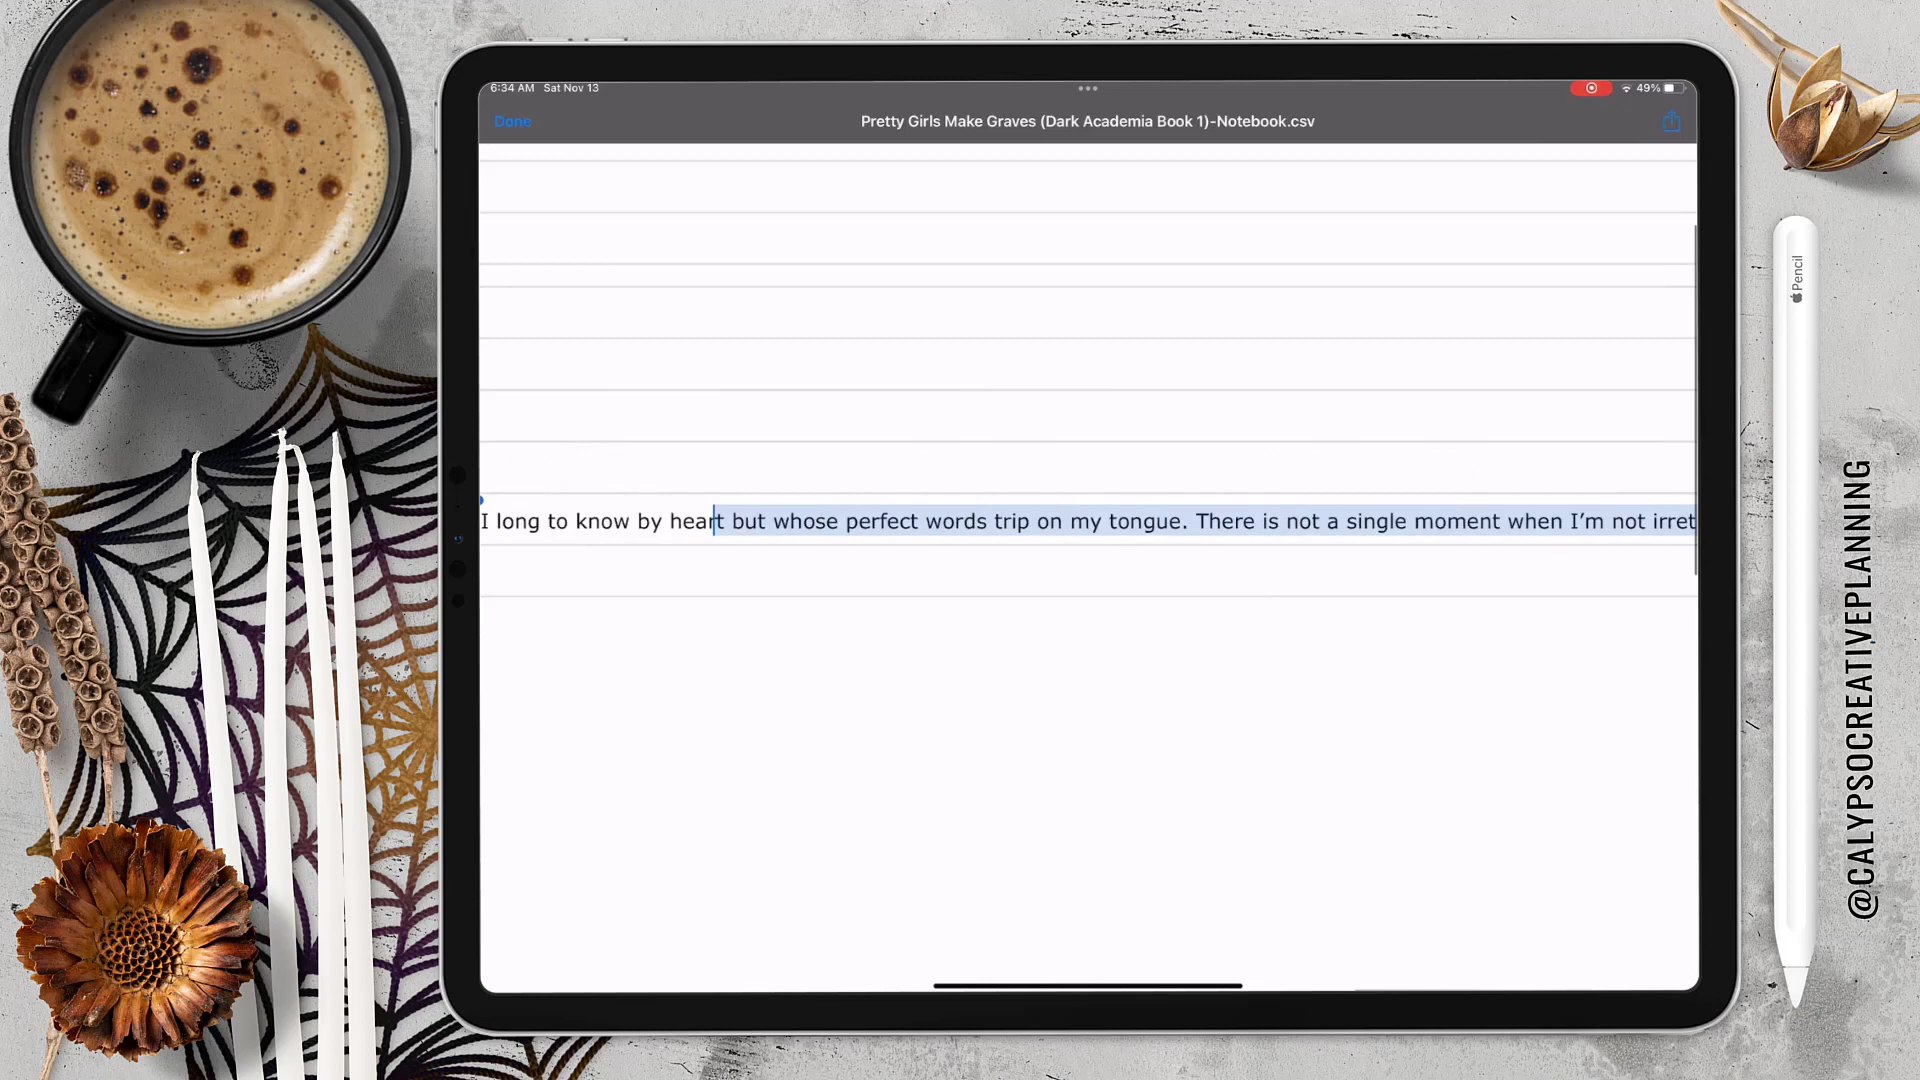 6:34 AM Sat Nov 13
49%
Done
Pretty Girls Make Graves (Dark Academia Book 1)-Notebook.csv
I long to know by heart but whose perfect words trip on my tongue. There is not a single moment when I’m not irret
Pencil
@CALYPSOCREATIVEPLANNING